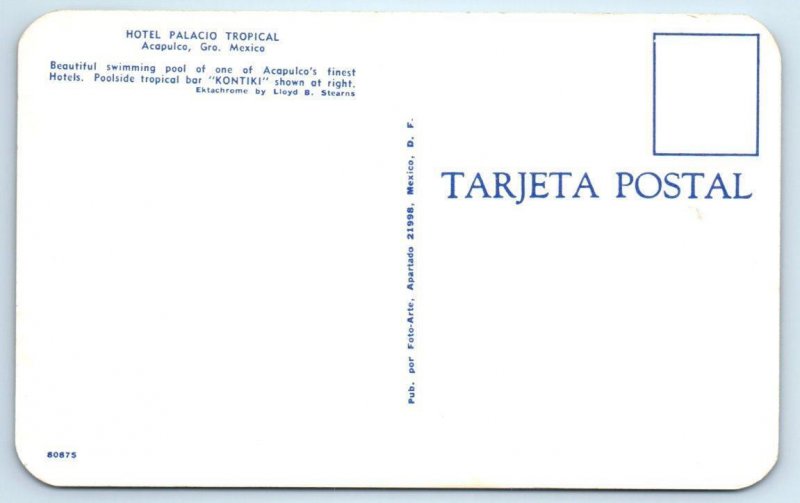 HOTEL PALACIO TROPICAL
Acapulco, Gro. Mexico
Beautiful swimming pool of one of Acapulco's finest
Hotels. Poolside tropical bar "KONTIKI" shown at right.
Ektachrome by Lloyd B. Stearns
Pub. por Foto-Arte, Apartado 21998, Mexico, D. F.
TARJETA POSTAL
80875